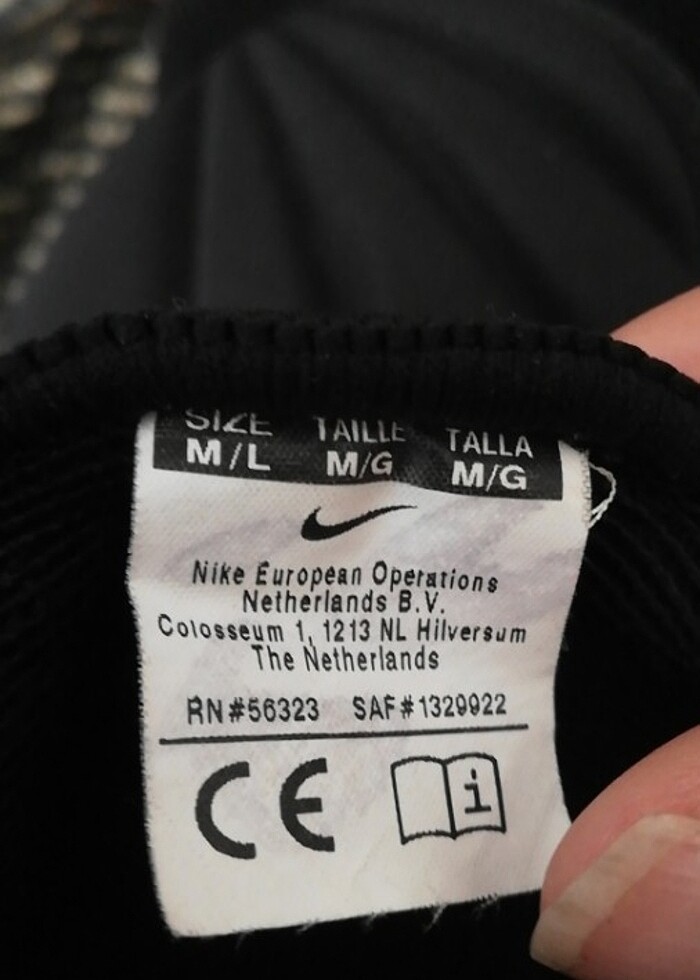 SIZE TAILLE TALLA
M/L M/G M/G
Nike European Operations
Netherlands B.V.
Colosseum 1, 1213 NL Hilversum
The Netherlands
RN#56323 SAF#1329922
CE i